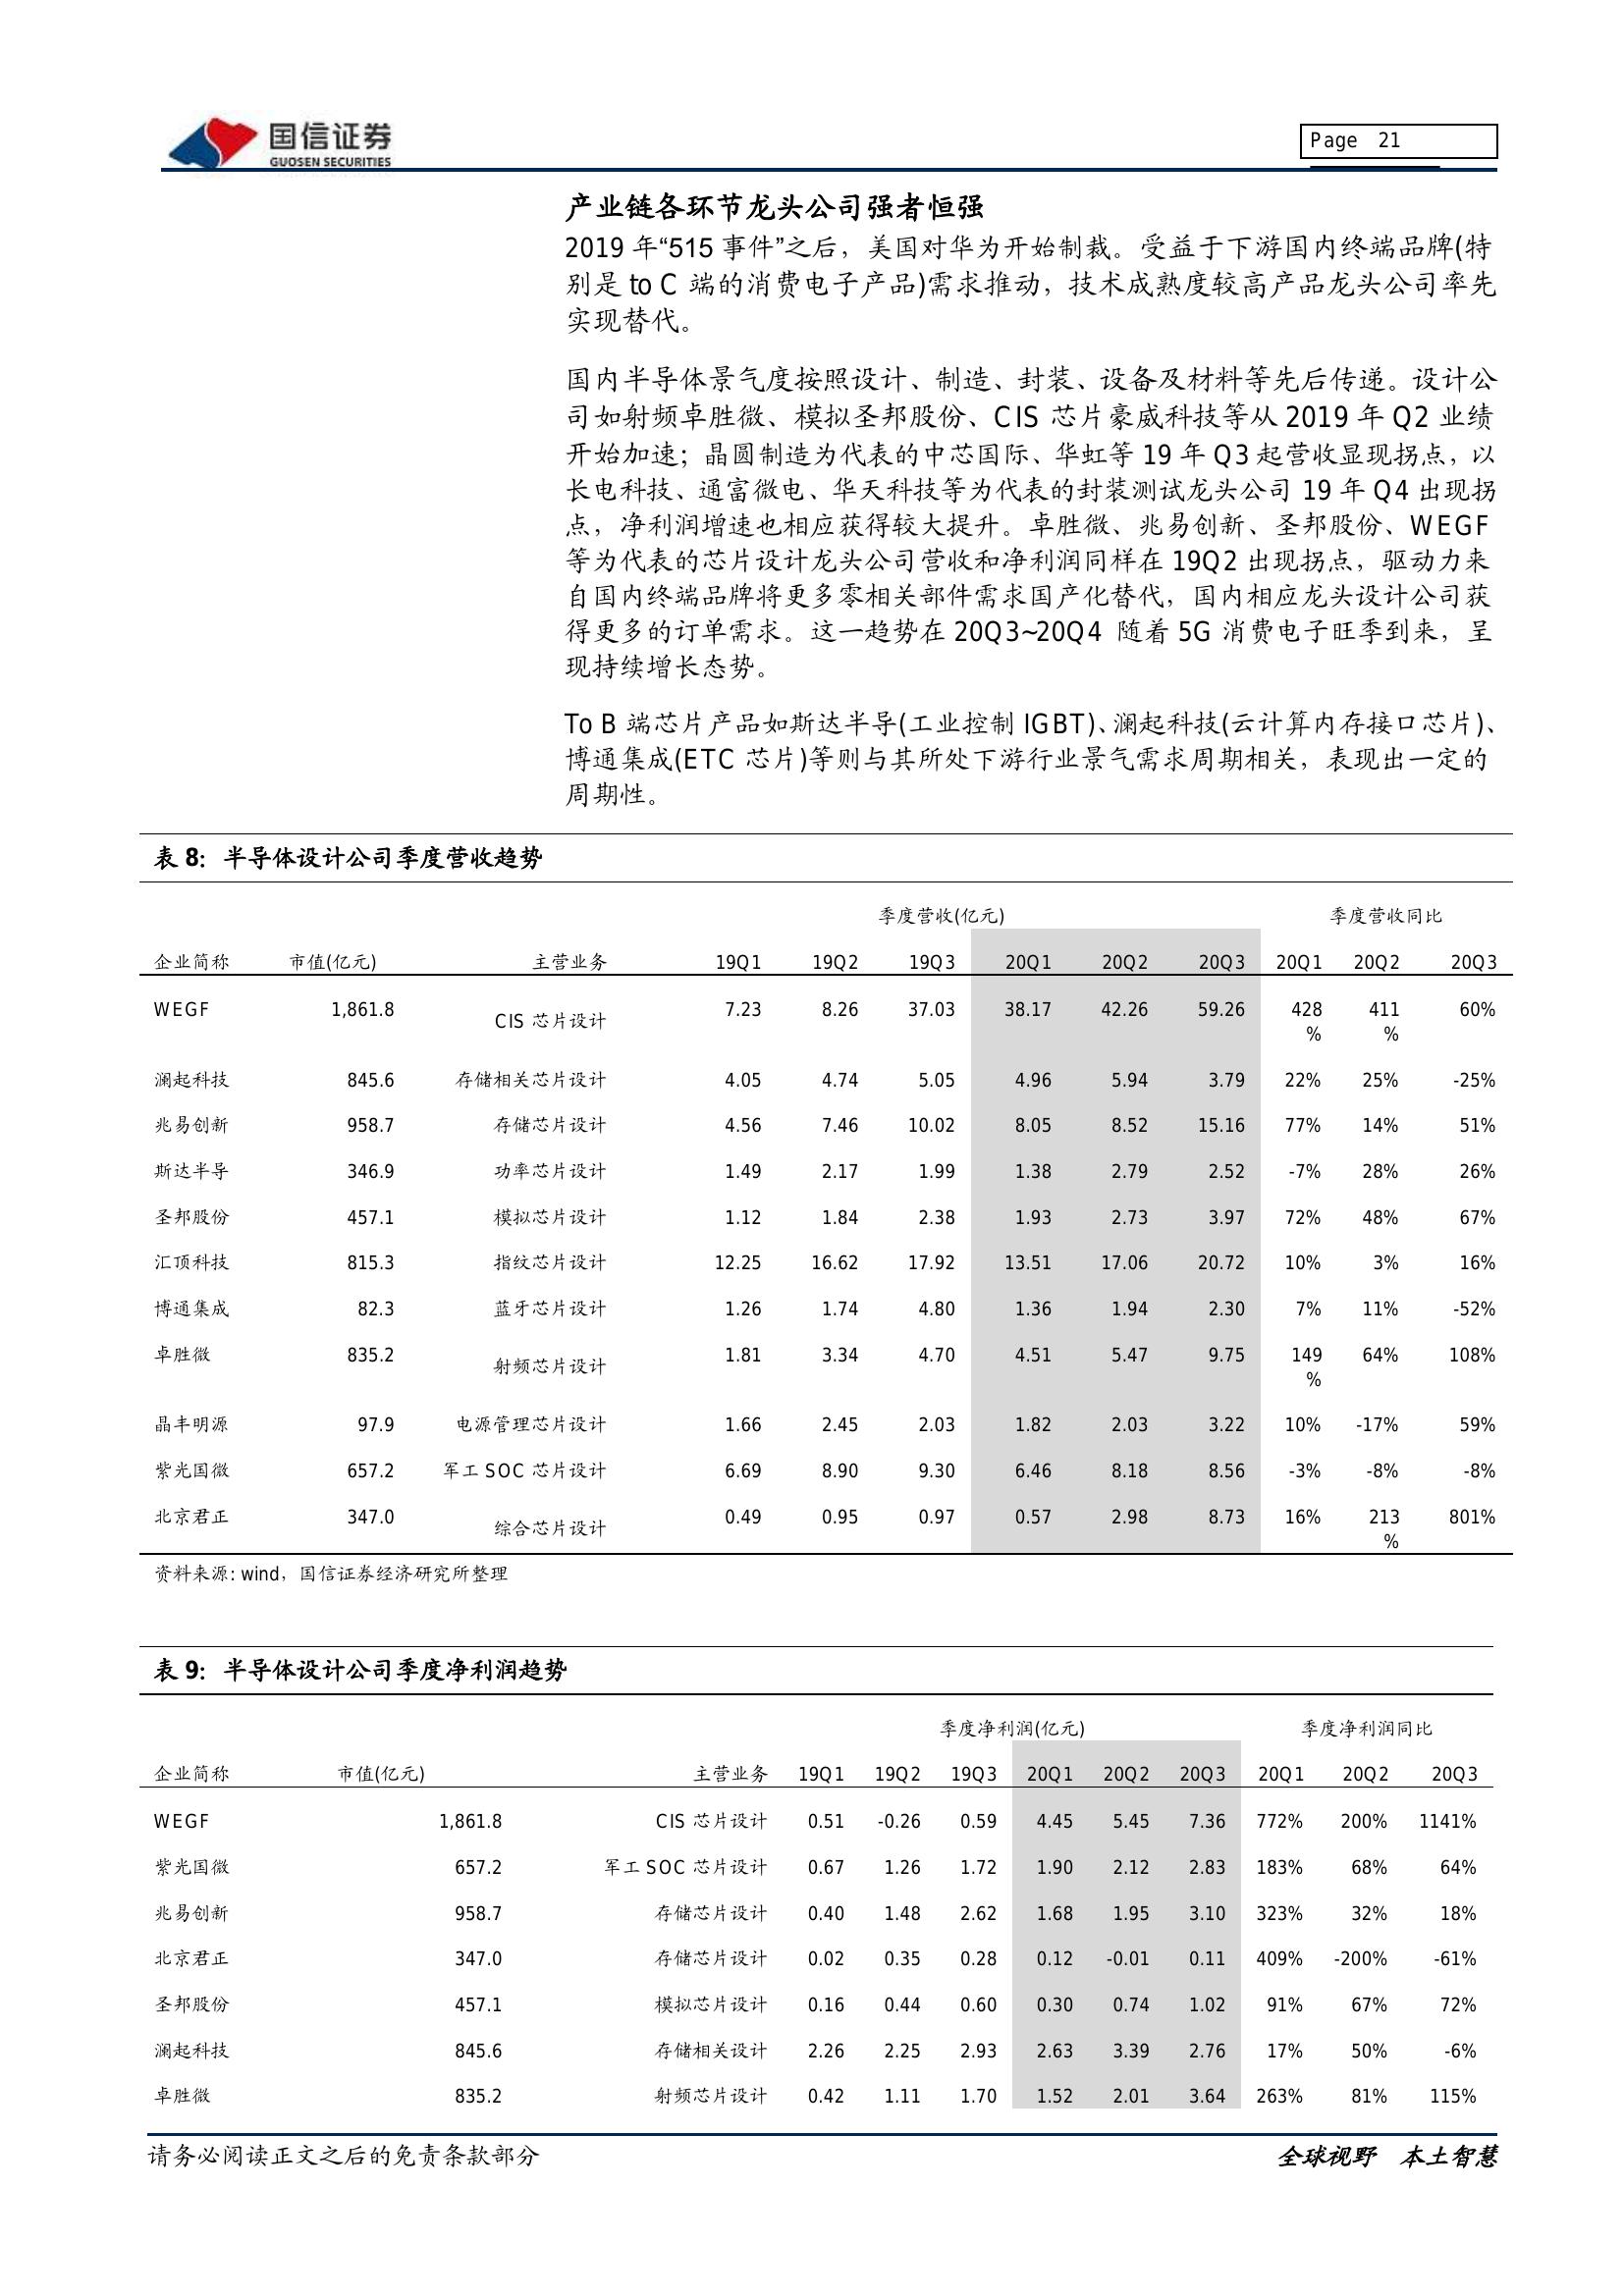 国信证券
GUOSEN SECURITIES
Page 21
产业链各环节龙头公司强者恒强
2019 年“515 事件”之后，美国对华为开始制裁。受益于下游国内终端品牌(特
别是 to C 端的消费电子产品)需求推动，技术成熟度较高产品龙头公司率先
实现替代。
国内半导体景气度按照设计、制造、封装、设备及材料等先后传递。设计公
司如射频卓胜微、模拟圣邦股份、CIS 芯片豪威科技等从 2019 年 Q2 业绩
开始加速；晶圆制造为代表的中芯国际、华虹等 19 年 Q3 起营收显现拐点，以
长电科技、通富微电、华天科技等为代表的封装测试龙头公司 19 年 Q4 出现拐
点，净利润增速也相应获得较大提升。卓胜微、兆易创新、圣邦股份、WEGF
等为代表的芯片设计龙头公司营收和净利润同样在 19Q2 出现拐点，驱动力来
自国内终端品牌将更多零相关部件需求国产化替代，国内相应龙头设计公司获
得更多的订单需求。这一趋势在 20Q3~20Q4 随着 5G 消费电子旺季到来，呈
现持续增长态势。
To B 端芯片产品如斯达半导(工业控制 IGBT)、澜起科技(云计算内存接口芯片)、
博通集成(ETC 芯片)等则与其所处下游行业景气需求周期相关，表现出一定的
周期性。
表 8：半导体设计公司季度营收趋势
季度营收(亿元) 季度营收同比
企业简称 市值(亿元) 主营业务 19Q1 19Q2 19Q3 20Q1 20Q2 20Q3 20Q1 20Q2 20Q3
WEGF 1,861.8 CIS 芯片设计 7.23 8.26 37.03 38.17 42.26 59.26 428% 411% 60%
澜起科技 845.6 存储相关芯片设计 4.05 4.74 5.05 4.96 5.94 3.79 22% 25% -25%
兆易创新 958.7 存储芯片设计 4.56 7.46 10.02 8.05 8.52 15.16 77% 14% 51%
斯达半导 346.9 功率芯片设计 1.49 2.17 1.99 1.38 2.79 2.52 -7% 28% 26%
圣邦股份 457.1 模拟芯片设计 1.12 1.84 2.38 1.93 2.73 3.97 72% 48% 67%
汇顶科技 815.3 指纹芯片设计 12.25 16.62 17.92 13.51 17.06 20.72 10% 3% 16%
博通集成 82.3 蓝牙芯片设计 1.26 1.74 4.80 1.36 1.94 2.30 7% 11% -52%
卓胜微 835.2 射频芯片设计 1.81 3.34 4.70 4.51 5.47 9.75 149% 64% 108%
晶丰明源 97.9 电源管理芯片设计 1.66 2.45 2.03 1.82 2.03 3.22 10% -17% 59%
紫光国微 657.2 军工 SOC 芯片设计 6.69 8.90 9.30 6.46 8.18 8.56 -3% -8% -8%
北京君正 347.0 综合芯片设计 0.49 0.95 0.97 0.57 2.98 8.73 16% 213% 801%
资料来源: wind，国信证券经济研究所整理
表 9：半导体设计公司季度净利润趋势
季度净利润(亿元) 季度净利润同比
企业简称 市值(亿元) 主营业务 19Q1 19Q2 19Q3 20Q1 20Q2 20Q3 20Q1 20Q2 20Q3
WEGF 1,861.8 CIS 芯片设计 0.51 -0.26 0.59 4.45 5.45 7.36 772% 200% 1141%
紫光国微 657.2 军工 SOC 芯片设计 0.67 1.26 1.72 1.90 2.12 2.83 183% 68% 64%
兆易创新 958.7 存储芯片设计 0.40 1.48 2.62 1.68 1.95 3.10 323% 32% 18%
北京君正 347.0 存储芯片设计 0.02 0.35 0.28 0.12 -0.01 0.11 409% -200% -61%
圣邦股份 457.1 模拟芯片设计 0.16 0.44 0.60 0.30 0.74 1.02 91% 67% 72%
澜起科技 845.6 存储相关设计 2.26 2.25 2.93 2.63 3.39 2.76 17% 50% -6%
卓胜微 835.2 射频芯片设计 0.42 1.11 1.70 1.52 2.01 3.64 263% 81% 115%
请务必阅读正文之后的免责条款部分 全球视野 本土智慧